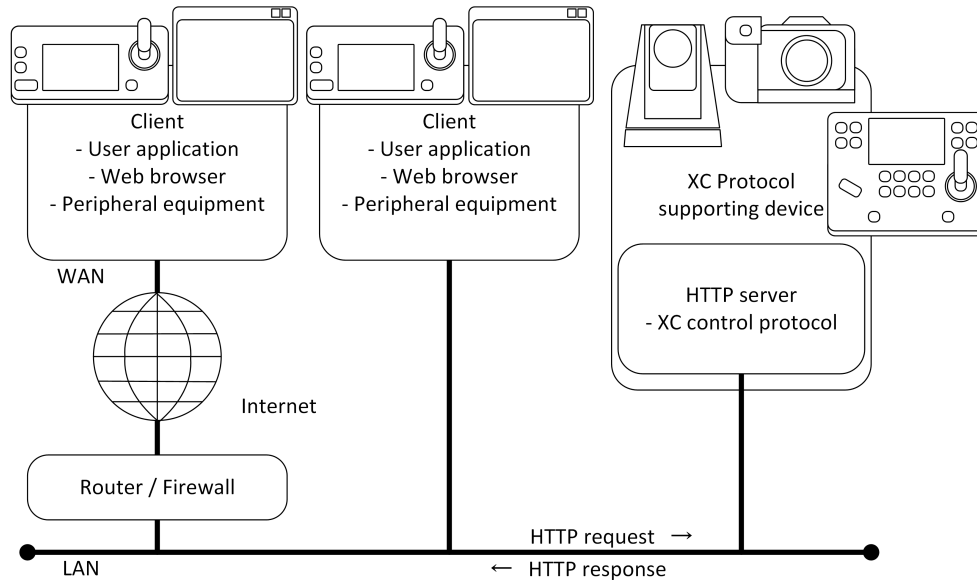 Client
- User application
- Web browser
- Peripheral equipment
Client
- User application
- Web browser
- Peripheral equipment
XC Protocol
supporting device
HTTP server
- XC control protocol
WAN
Internet
Router / Firewall
HTTP request →
LAN
← HTTP response